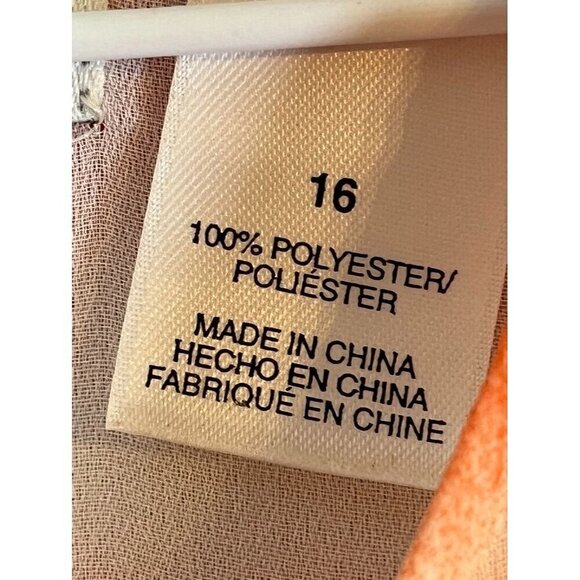 16
100% POLYESTER/
POLIÉSTER
MADE IN CHINA
HECHO EN CHINA
FABRIQUÉ EN CHINE